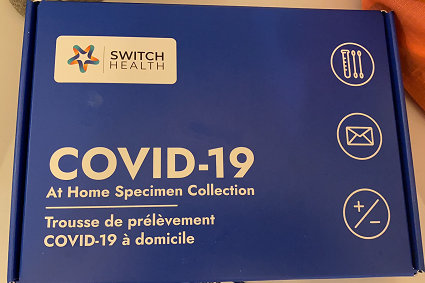 SWITCH
HEALTH
COVID-19
At Home Specimen Collection
Trousse de prélèvement
COVID-19 à domicile